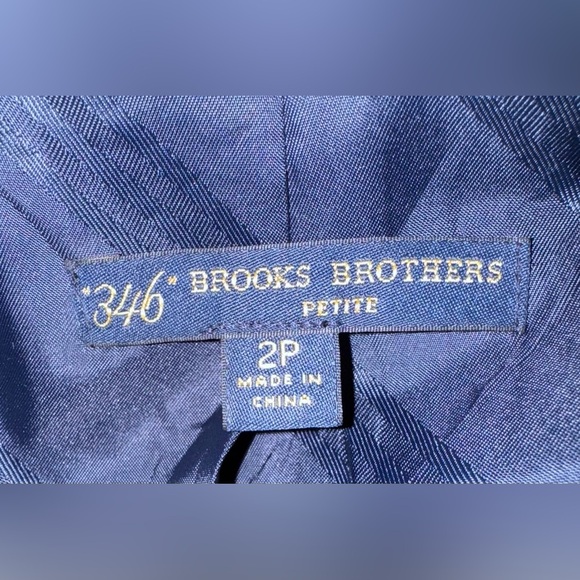 "346" BROOKS BROTHERS
PETITE
2P
MADE IN
CHINA